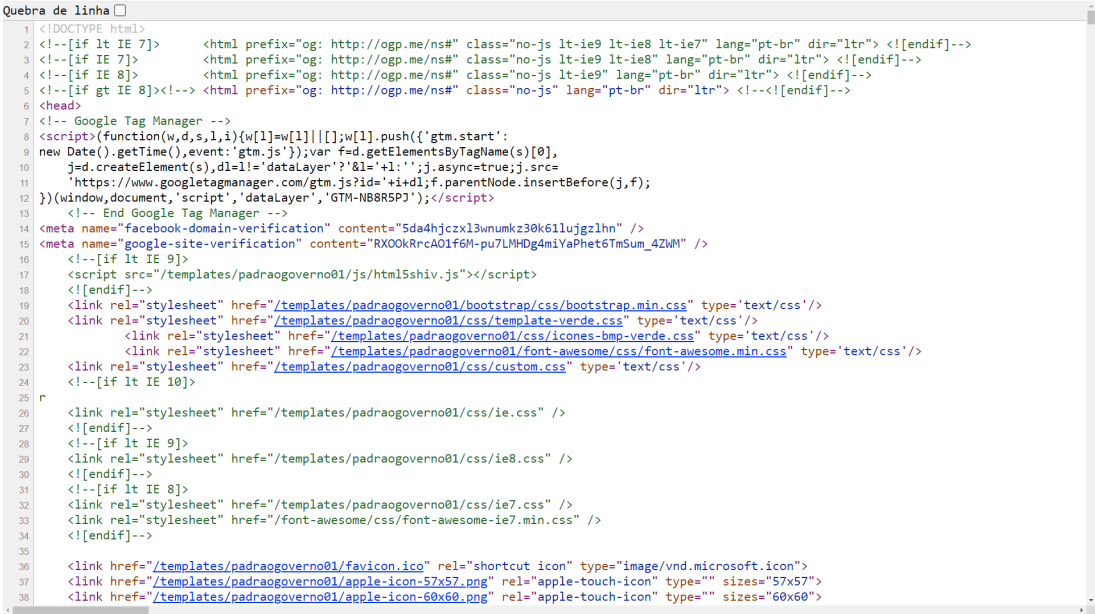 Quebra de linha
1 <!DOCTYPE html>
2 <!--[if lt IE 7]>      <html prefix="og: http://ogp.me/ns#" class="no-js lt-ie9 lt-ie8 lt-ie7" lang="pt-br" dir="ltr"> <![endif]-->
3 <!--[if IE 7]>         <html prefix="og: http://ogp.me/ns#" class="no-js lt-ie9 lt-ie8" lang="pt-br" dir="ltr"> <![endif]-->
4 <!--[if IE 8]>         <html prefix="og: http://ogp.me/ns#" class="no-js lt-ie9" lang="pt-br" dir="ltr"> <![endif]-->
5 <!--[if gt IE 8]><!--> <html prefix="og: http://ogp.me/ns#" class="no-js" lang="pt-br" dir="ltr"> <!--<![endif]-->
6 <head>
7 <!-- Google Tag Manager -->
8 <script>(function(w,d,s,l,i){w[l]=w[l]||[];w[l].push({'gtm.start':
9 new Date().getTime(),event:'gtm.js'});var f=d.getElementsByTagName(s)[0],
10     j=d.createElement(s),dl=l!='dataLayer'?'&l='+l:'';j.async=true;j.src=
11     'https://www.googletagmanager.com/gtm.js?id='+i+dl;f.parentNode.insertBefore(j,f);
12 })(window,document,'script','dataLayer','GTM-NB8R5PJ');</script>
13     <!-- End Google Tag Manager -->
14 <meta name="facebook-domain-verification" content="5da4hjczxl3wnumkz30k61lujgzlhn" />
15 <meta name="google-site-verification" content="RXOOkRrcAO1f6M-pu7LMHDg4miYaPhet6TmSum_4ZWM" />
16     <!--[if lt IE 9]>
17     <script src="/templates/padraogoverno01/js/html5shiv.js"></script>
18     <![endif]-->
19     <link rel="stylesheet" href="/templates/padraogoverno01/bootstrap/css/bootstrap.min.css" type='text/css'/>
20     <link rel="stylesheet" href="/templates/padraogoverno01/css/template-verde.css" type='text/css'/>
21             <link rel="stylesheet" href="/templates/padraogoverno01/css/icones-bmp-verde.css" type='text/css'/>
22             <link rel="stylesheet" href="/templates/padraogoverno01/font-awesome/css/font-awesome.min.css" type='text/css'/>
23     <link rel="stylesheet" href="/templates/padraogoverno01/css/custom.css" type='text/css'/>
24     <!--[if lt IE 10]>
25 r
26     <link rel="stylesheet" href="/templates/padraogoverno01/css/ie.css" />
27     <![endif]-->
28     <!--[if lt IE 9]>
29     <link rel="stylesheet" href="/templates/padraogoverno01/css/ie8.css" />
30     <![endif]-->
31     <!--[if lt IE 8]>
32     <link rel="stylesheet" href="/templates/padraogoverno01/css/ie7.css" />
33     <link rel="stylesheet" href="/font-awesome/css/font-awesome-ie7.min.css" />
34     <![endif]-->
35
36     <link href="/templates/padraogoverno01/favicon.ico" rel="shortcut icon" type="image/vnd.microsoft.icon">
37     <link href="/templates/padraogoverno01/apple-icon-57x57.png" rel="apple-touch-icon" type="" sizes="57x57">
38     <link href="/templates/padraogoverno01/apple-icon-60x60.png" rel="apple-touch-icon" type="" sizes="60x60">